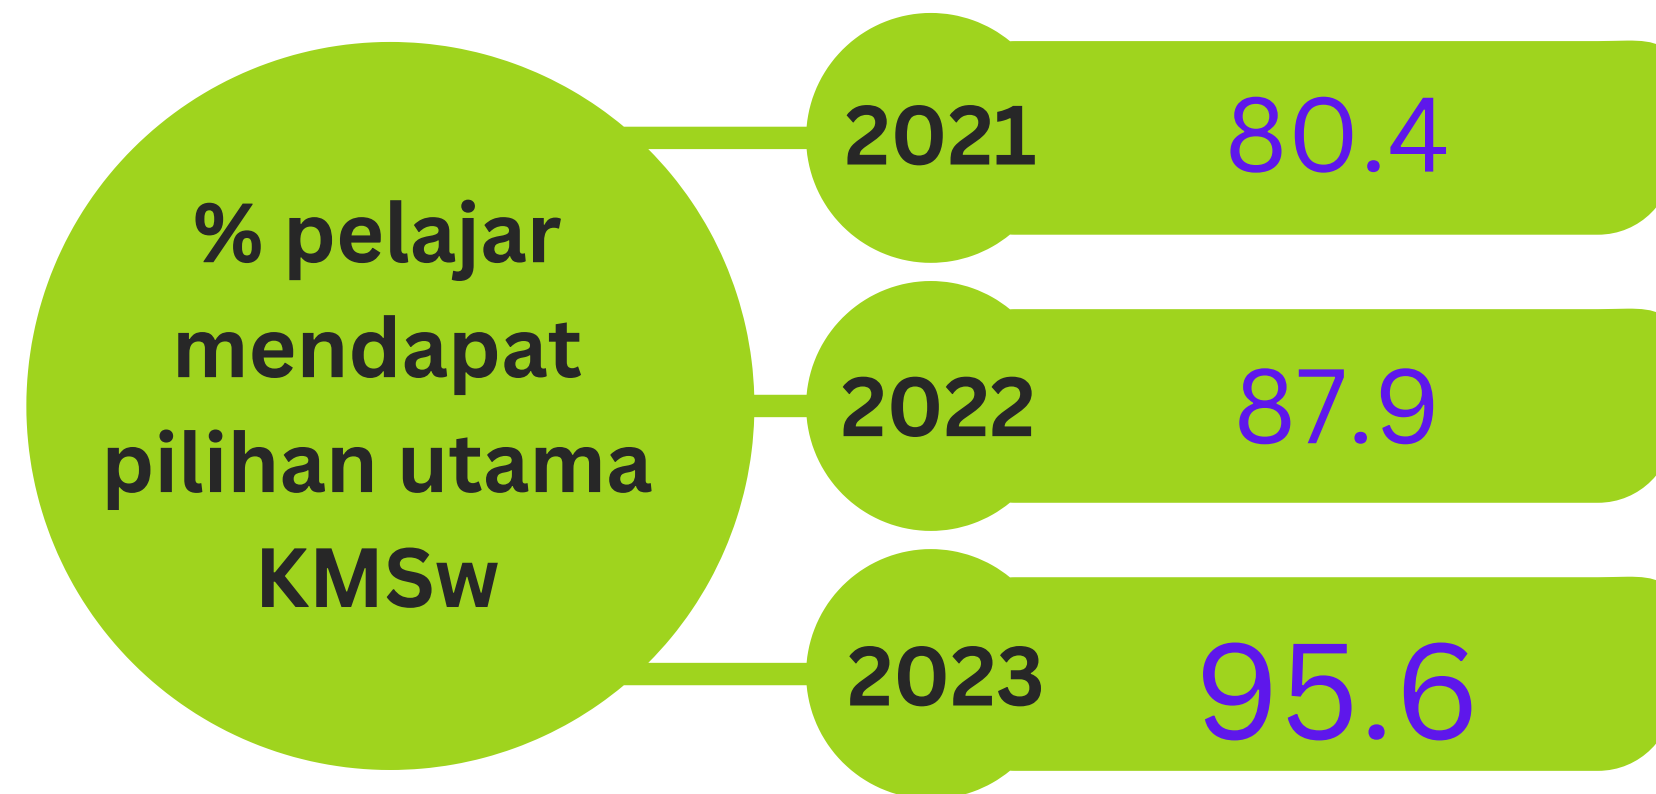 % pelajar
mendapat
pilihan utama
KMSw
2021 80.4
2022 87.9
2023 95.6